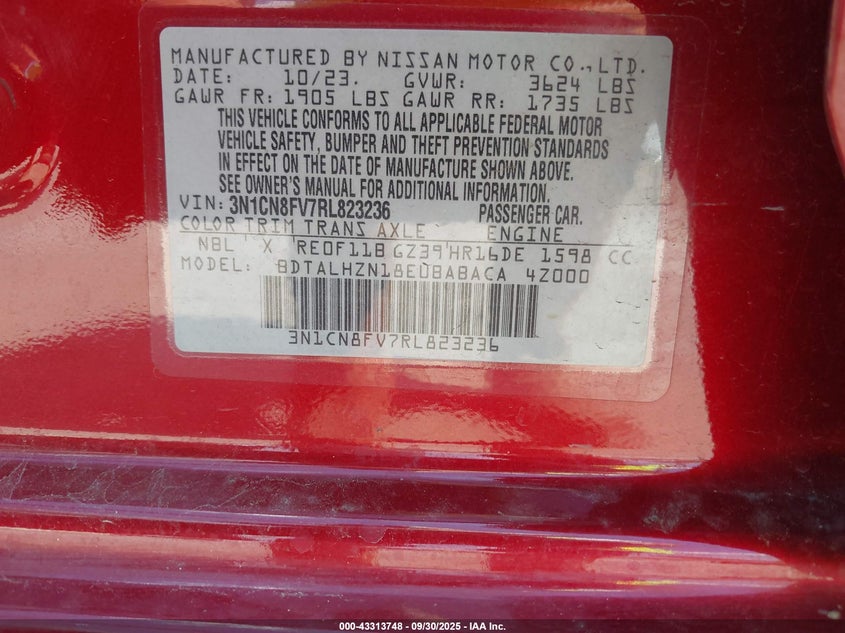 MANUFACTURED BY NISSAN MOTOR CO., LTD.
DATE: 10/23. GVWR: 3624 LBS
GAWR FR: 1905 LBS GAWR RR: 1735 LBS
THIS VEHICLE CONFORMS TO ALL APPLICABLE FEDERAL MOTOR
VEHICLE SAFETY, BUMPER AND THEFT PREVENTION STANDARDS
IN EFFECT ON THE DATE OF MANUFACTURE SHOWN ABOVE.
SEE OWNER'S MANUAL FOR ADDITIONAL INFORMATION.
VIN: 3N1CN8FV7RL823236 PASSENGER CAR.
COLOR TRIM TRANS AXLE ENGINE
NBL X RE0F11B GZ39 HR16DE 1598 CC
MODEL: BDTALHZN18EUBABACA 4Z000
3N1CN8FV7RL823236
000-43313748 - 09/30/2025 - IAA Inc.